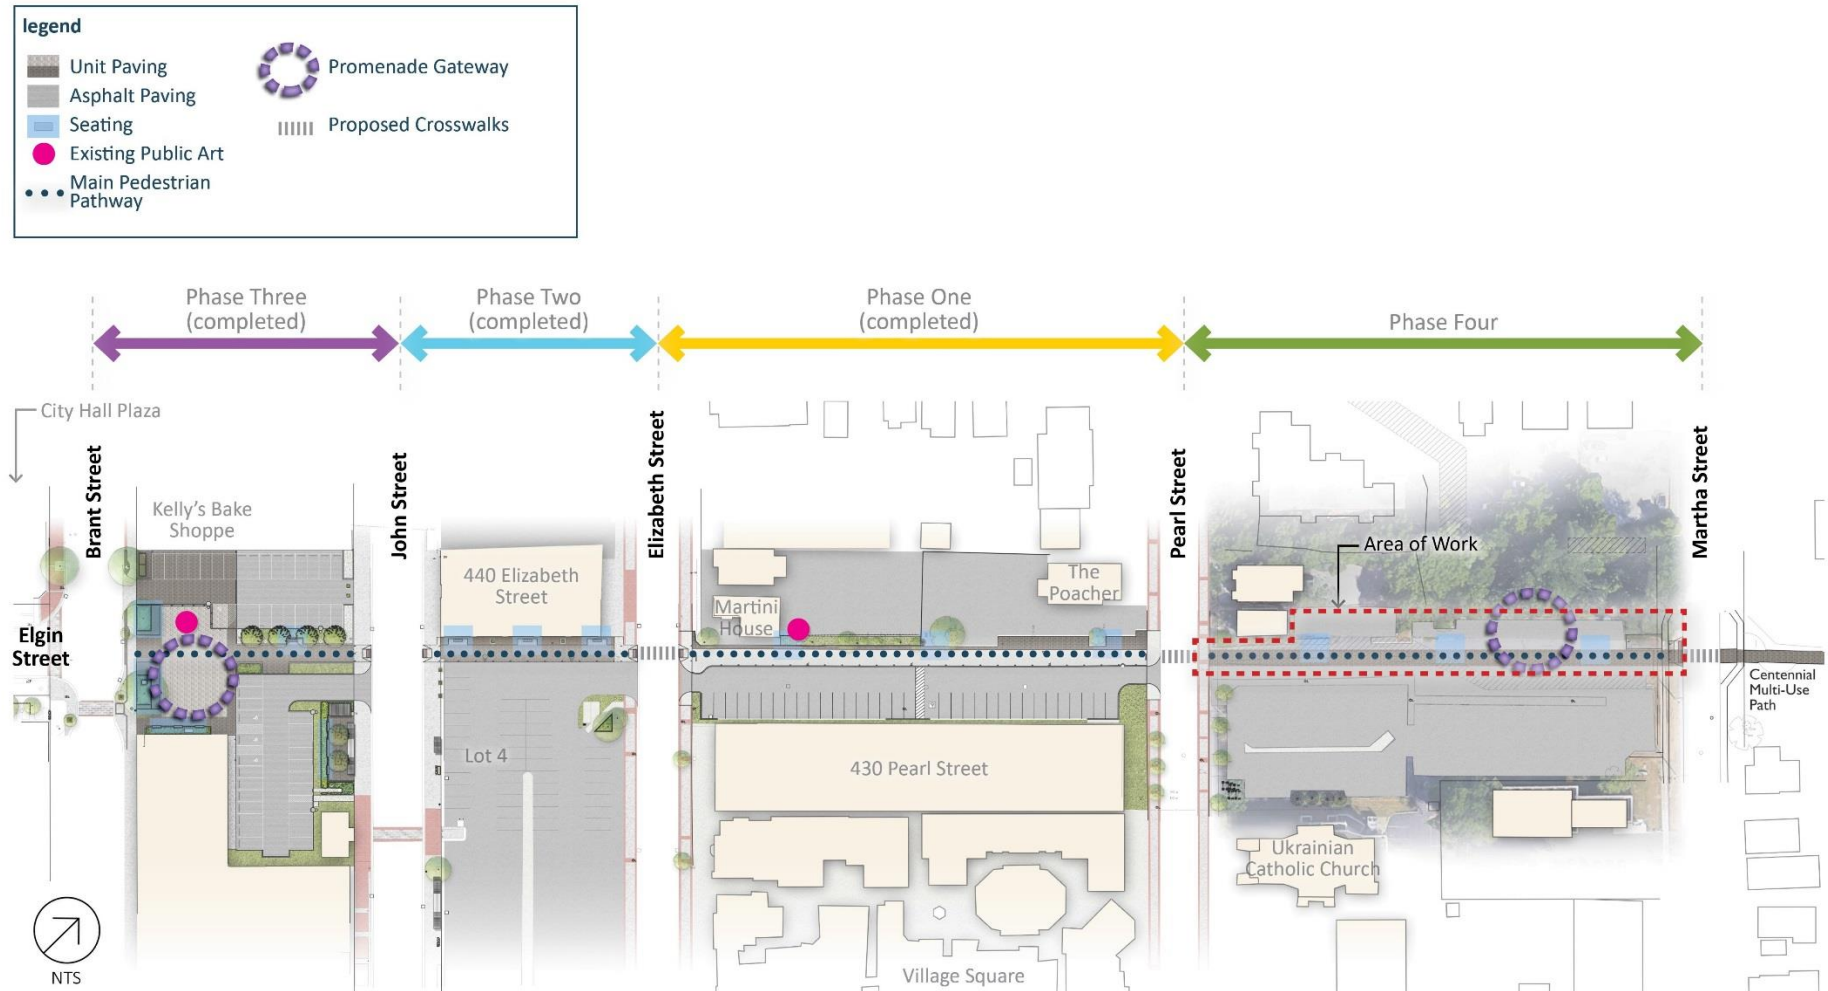 legend
Unit Paving
Asphalt Paving
Seating
Existing Public Art
Main Pedestrian
Pathway
Promenade Gateway
Proposed Crosswalks
Phase Three
(completed)
Phase Two
(completed)
Phase One
(completed)
Phase Four
City Hall Plaza
Brant Street
John Street
Elizabeth Street
Pearl Street
Martha Street
Kelly's Bake
Shoppe
440 Elizabeth
Street
Martini
House
The
Poacher
Area of Work
Elgin
Street
Centennial
Multi-Use
Path
Lot 4
430 Pearl Street
Ukrainian
Catholic Church
Village Square
NTS